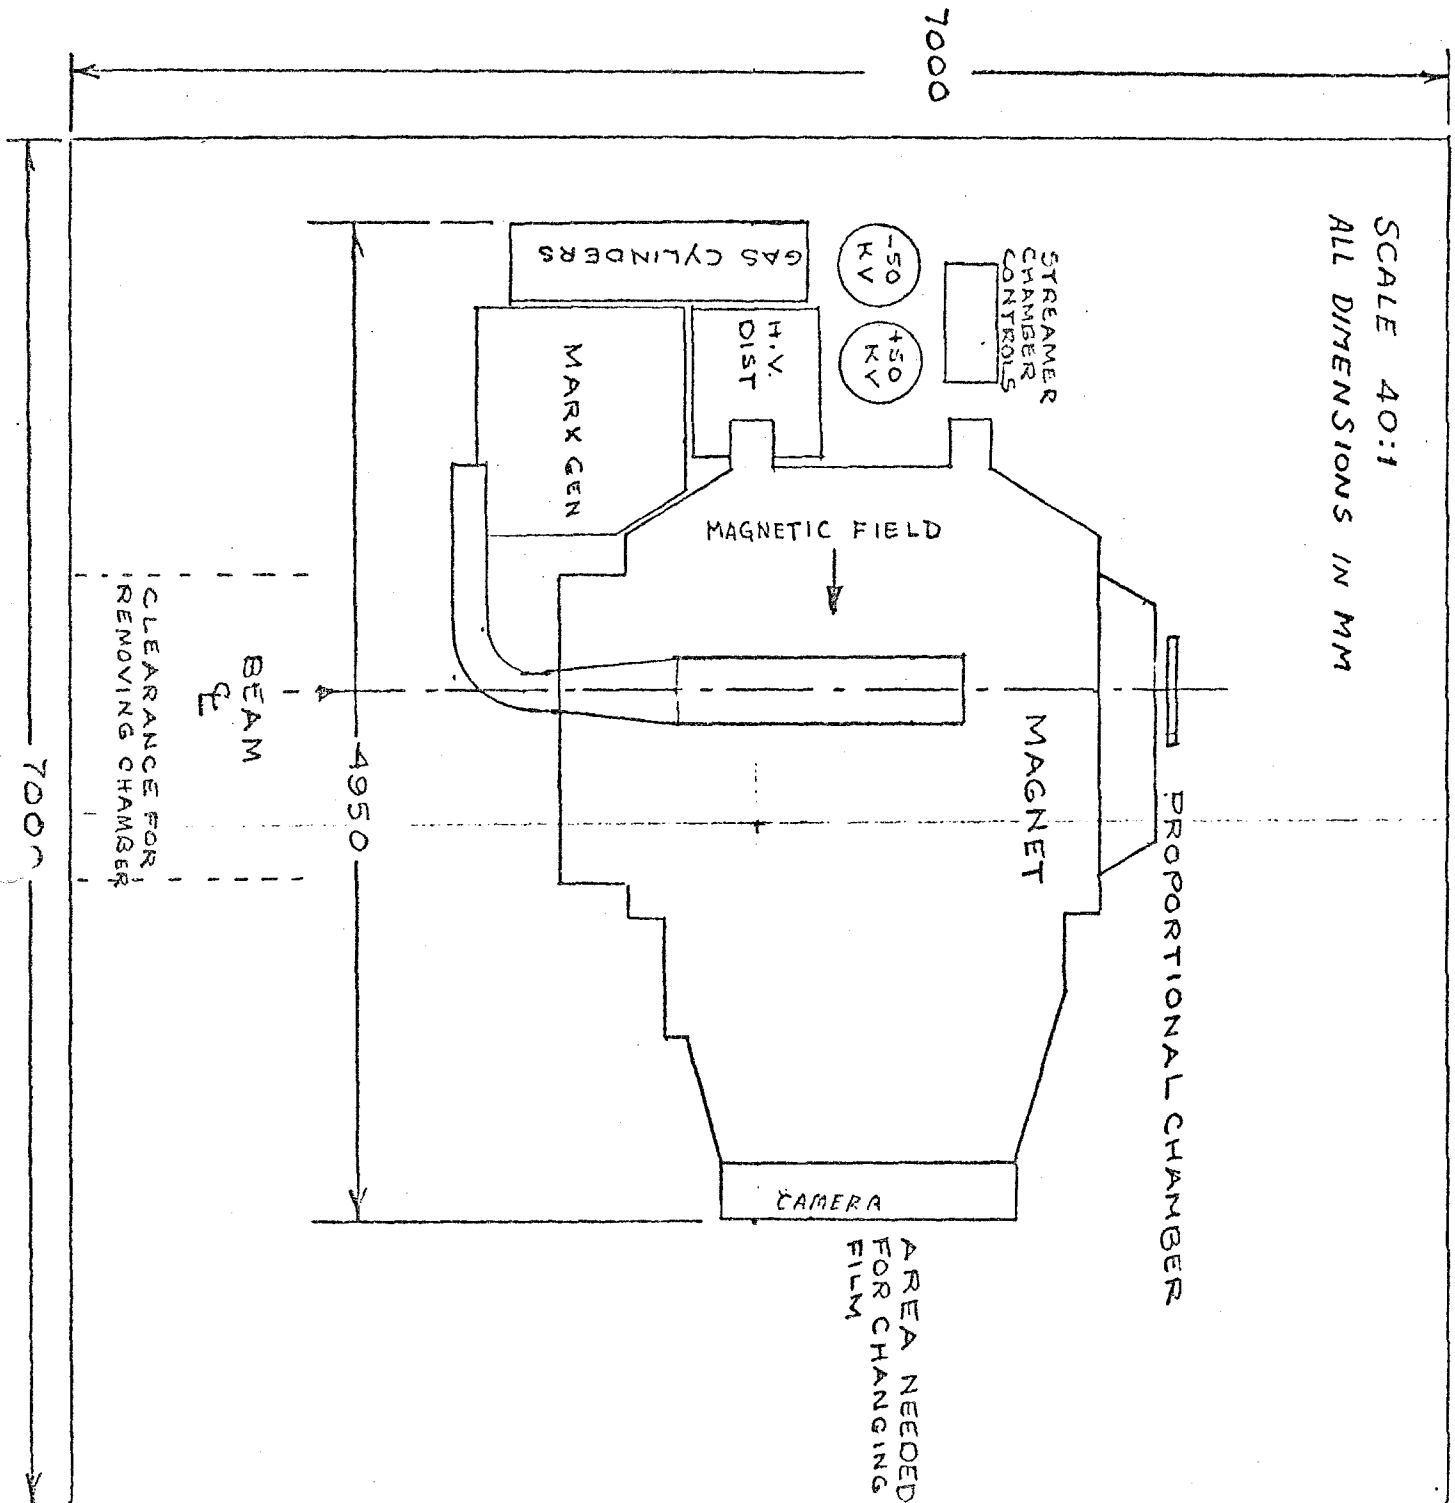 SCALE 40:1
ALL DIMENSIONS IN MM
7000
STREAMER
CHAMBER
CONTROLS
-50
KV
+50
KV
GAS CYLINDERS
H.V.
DIST
MARX GEN
MAGNETIC FIELD
MAGNET
PROPORTIONAL CHAMBER
BEAM
℄
CLEARANCE FOR
REMOVING CHAMBER
4950
7000
CAMERA
AREA NEEDED
FOR CHANGING
FILM